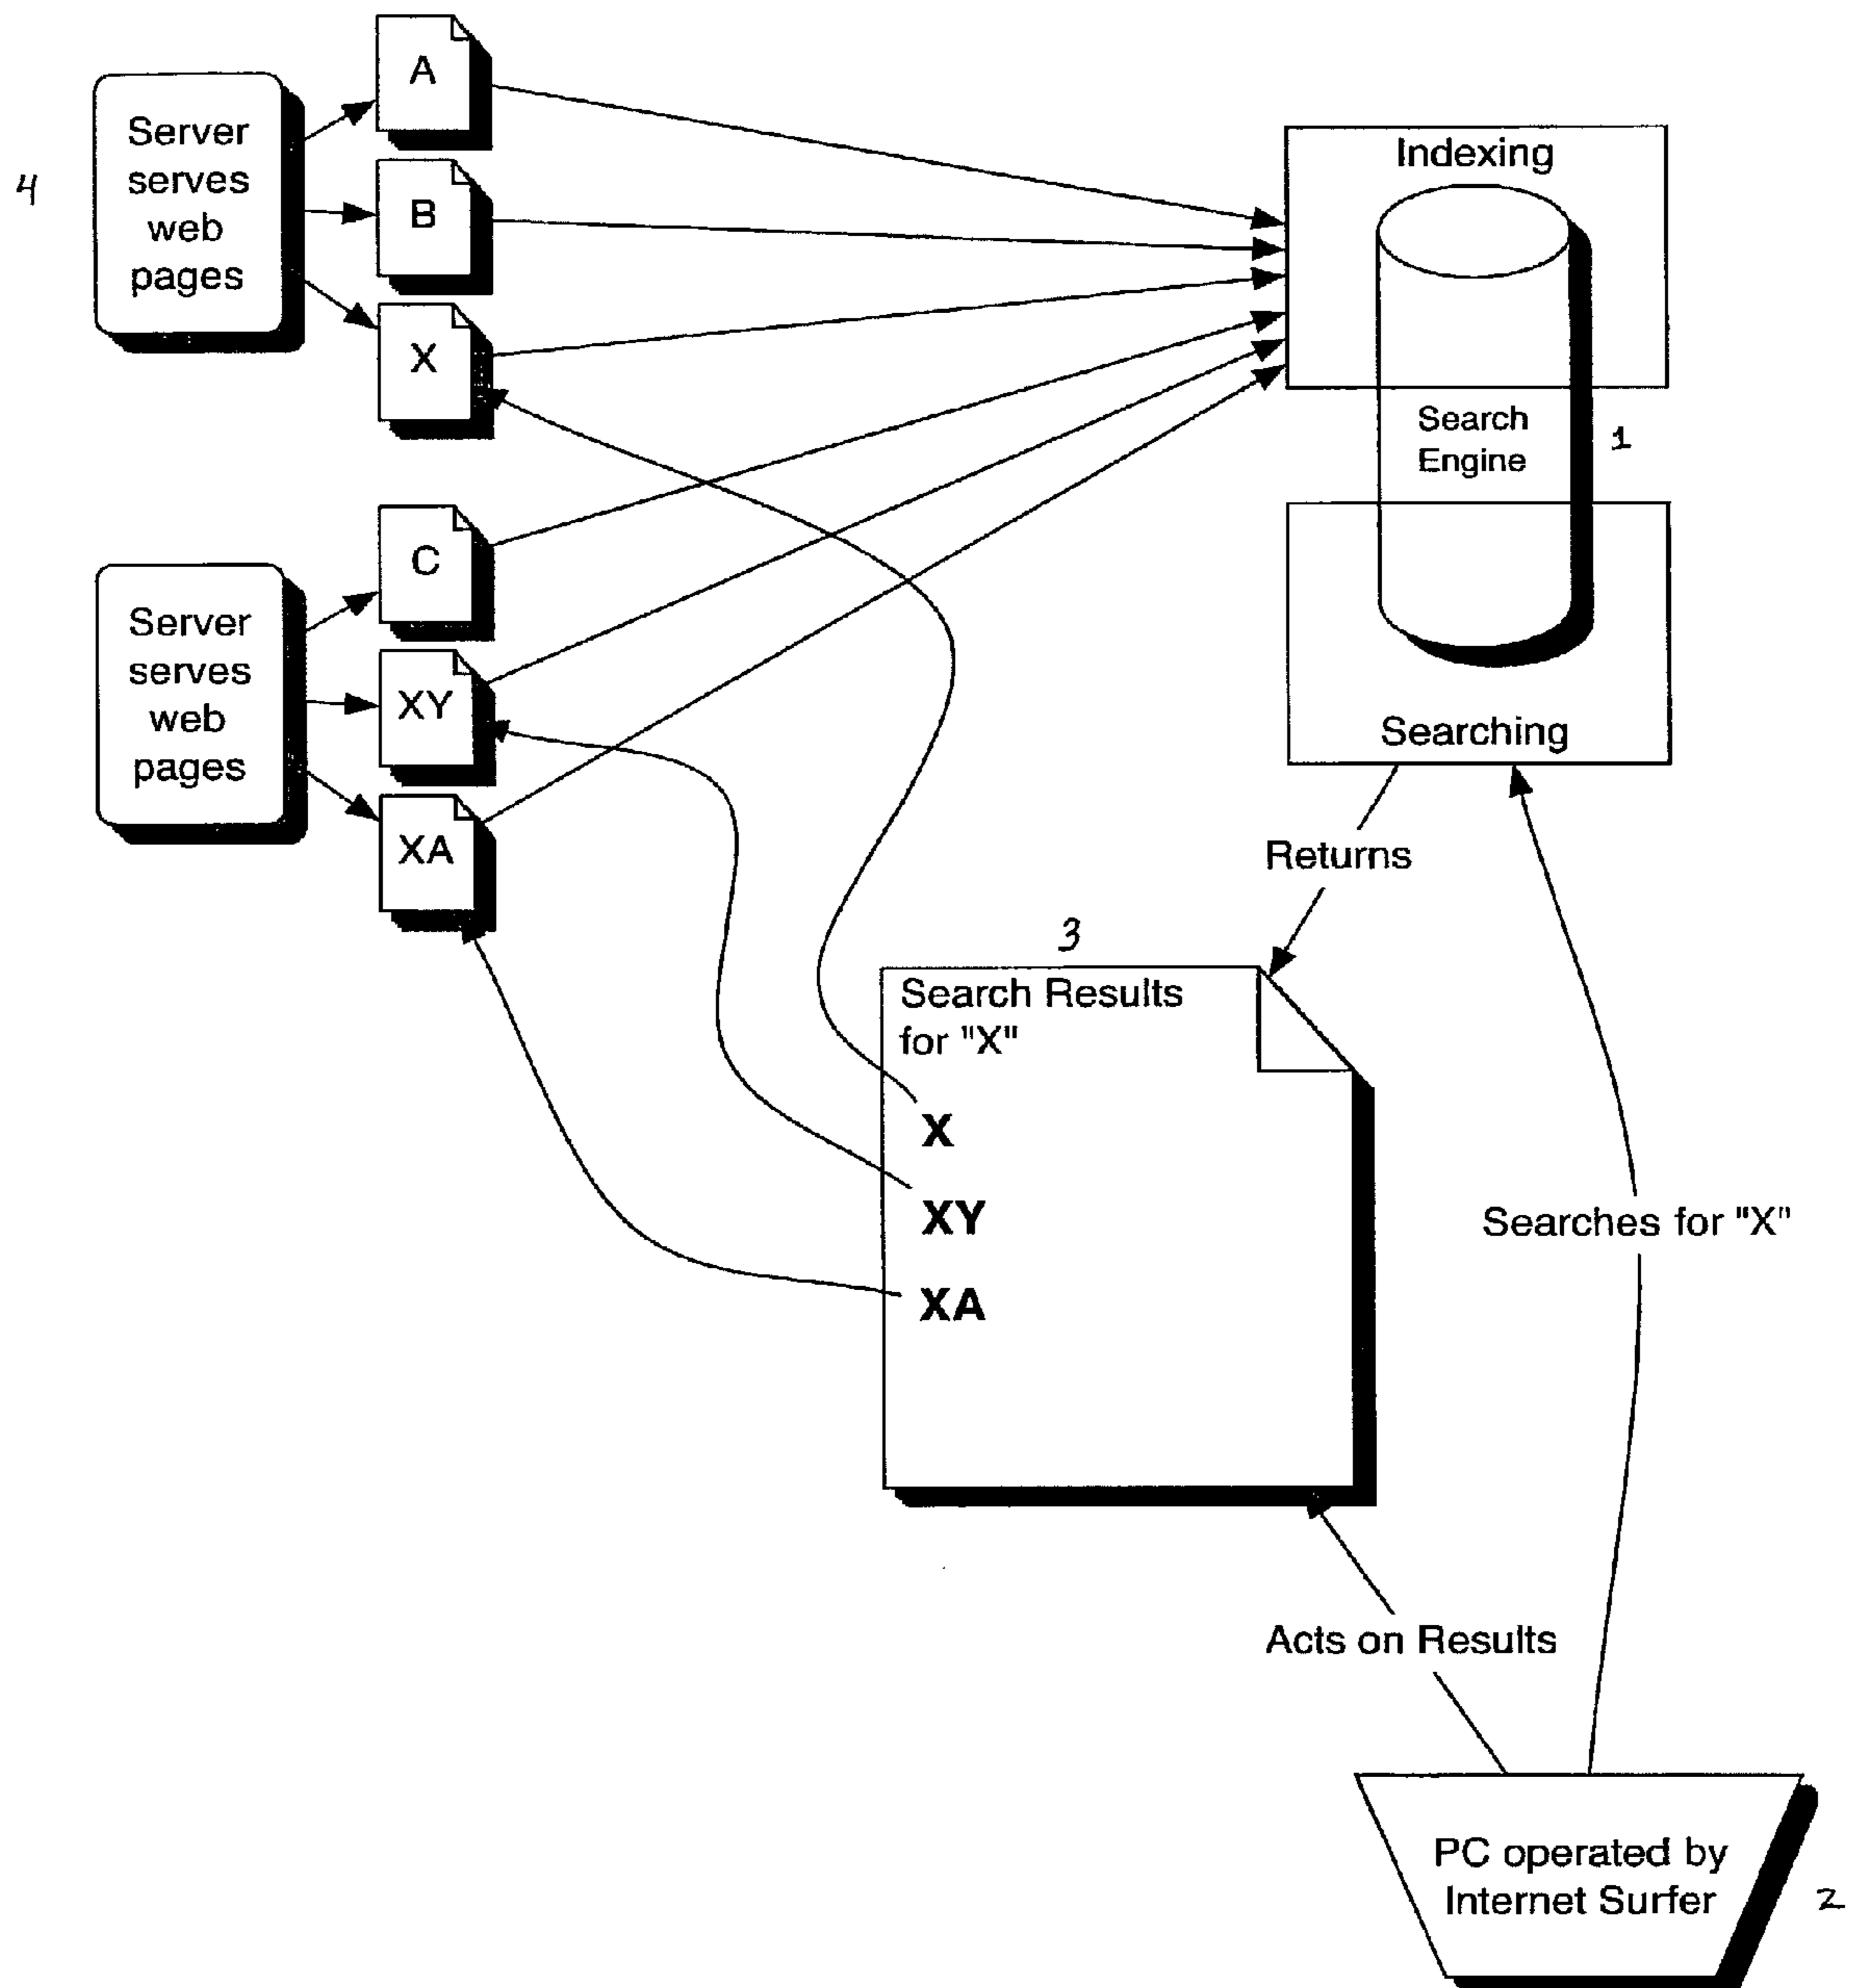 A
Server
serves
web
pages
4
B
X
Indexing
Search
Engine
1
Searching
C
Server
serves
web
pages
XY
XA
Returns
3
Search Results
for "X"
X
XY
XA
Searches for "X"
Acts on Results
PC operated by
Internet Surfer
2